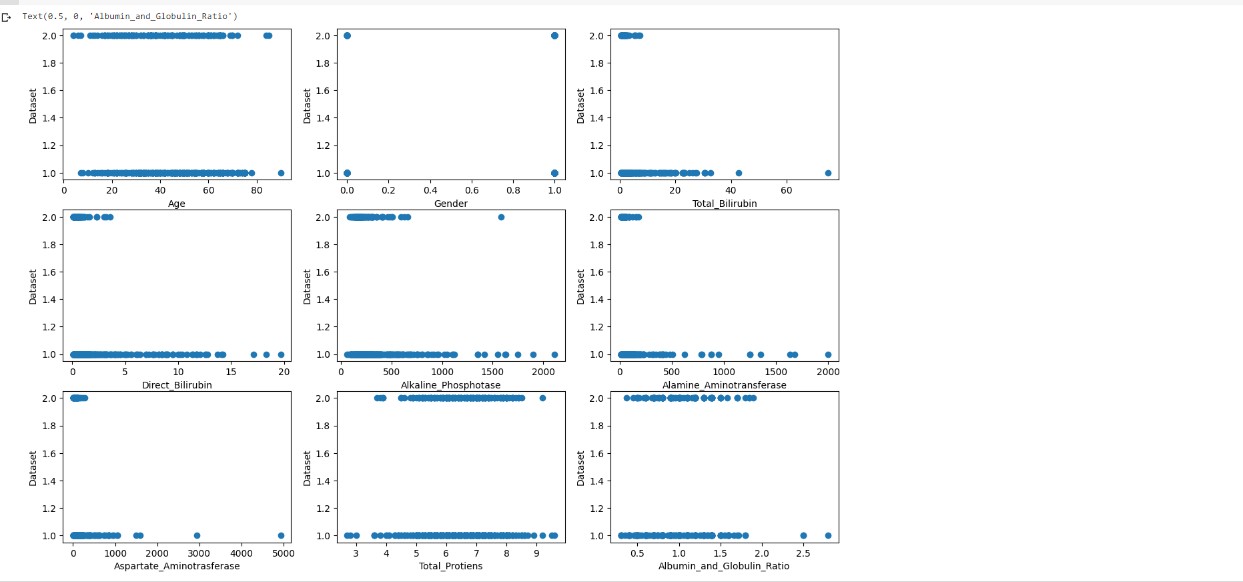 Text(0.5, 0, 'Albumin_and_Globulin_Ratio')
2.0 2.0 2.0
1.8 1.8 1.8
1.6 1.6 1.6
1.4 1.4 1.4
1.2 1.2 1.2
1.0 1.0 1.0
Dataset Dataset Dataset
0 20 40 60 80 0.0 0.2 0.4 0.6 0.8 1.0 0 20 40 60
Age Gender Total_Bilirubin
2.0 2.0 2.0
1.8 1.8 1.8
1.6 1.6 1.6
1.4 1.4 1.4
1.2 1.2 1.2
1.0 1.0 1.0
Dataset Dataset Dataset
0 5 10 15 20 0 500 1000 1500 2000 0 500 1000 1500 2000
Direct_Bilirubin Alkaline_Phosphotase Alamine_Aminotransferase
2.0 2.0 2.0
1.8 1.8 1.8
1.6 1.6 1.6
1.4 1.4 1.4
1.2 1.2 1.2
1.0 1.0 1.0
Dataset Dataset Dataset
0 1000 2000 3000 4000 5000 3 4 5 6 7 8 9 0.5 1.0 1.5 2.0 2.5
Aspartate_Aminotrasferase Total_Protiens Albumin_and_Globulin_Ratio